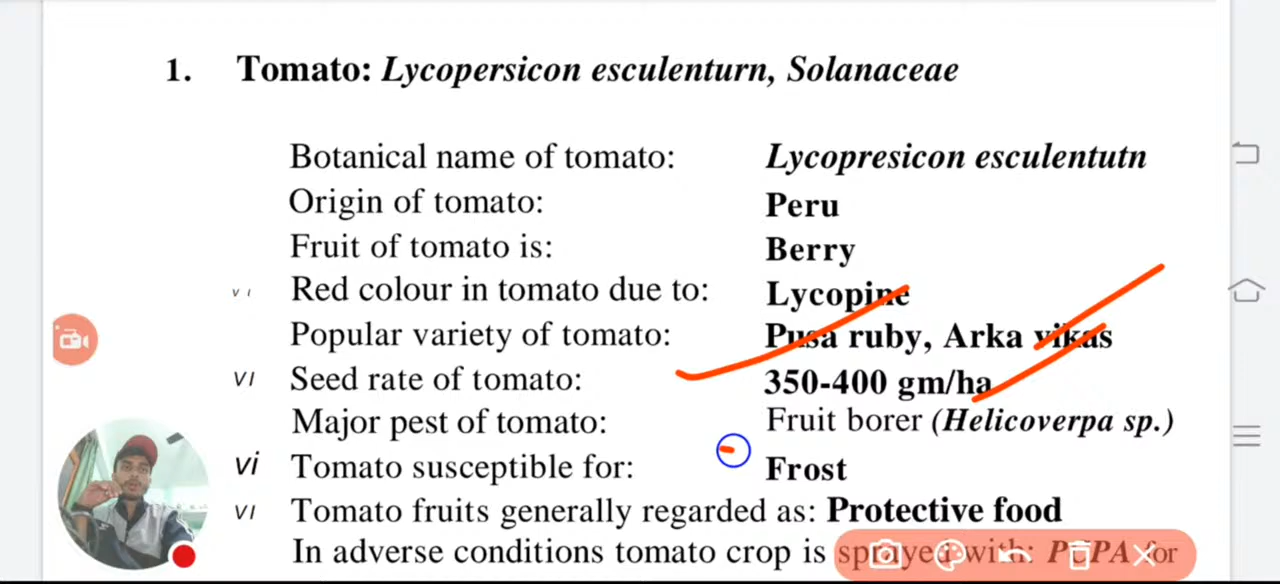 1. Tomato: Lycopersicon esculenturn, Solanaceae
Botanical name of tomato: Lycopresicon esculentutn
Origin of tomato: Peru
Fruit of tomato is: Berry
v ı Red colour in tomato due to: Lycopine
Popular variety of tomato: Pusa ruby, Arka vikas
VI Seed rate of tomato: 350-400 gm/ha
Major pest of tomato: Fruit borer (Helicoverpa sp.)
vi Tomato susceptible for: Frost
VI Tomato fruits generally regarded as: Protective food
In adverse conditions tomato crop is sprayed with: PCPA for